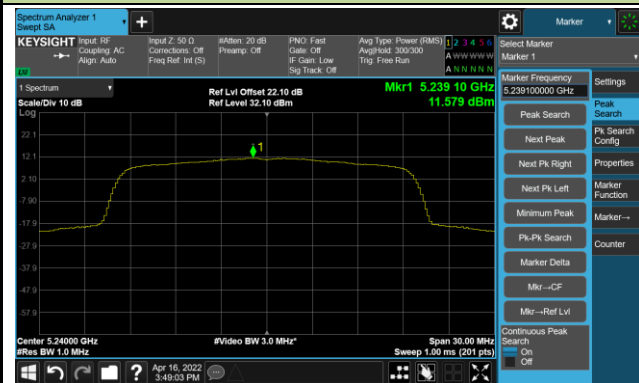 Spectrum Analyzer 1
Swept SA
Marker
KEYSIGHT
Input: RF
Coupling: AC
Align: Auto
Input Z: 50 Ω
Corrections: Off
Freq Ref: Int (S)
#Atten: 20 dB
Preamp: Off
PNO: Fast
Gate: Off
IF Gain: Low
Sig Track: Off
Avg Type: Power (RMS)
Avg|Hold: 300/300
Trig: Free Run
1 2 3 4 5 6
A W W W W W
A N N N N N
LXI
Select Marker
Marker 1
1 Spectrum
Scale/Div 10 dB
Log
Ref Lvl Offset 22.10 dB
Ref Level 32.10 dBm
Mkr1 5.239 10 GHz
11.579 dBm
22.1
12.1
2.10
-7.90
-17.9
-27.9
-37.9
-47.9
-57.9
1
Center 5.24000 GHz
#Res BW 1.0 MHz
#Video BW 3.0 MHz*
Span 30.00 MHz
Sweep 1.00 ms (201 pts)
Marker Frequency
5.239100000 GHz
Peak Search
Next Peak
Next Pk Right
Next Pk Left
Minimum Peak
Pk-Pk Search
Marker Delta
Mkr→CF
Mkr→Ref Lvl
Continuous Peak
Search
On
Off
Settings
Peak
Search
Pk Search
Config
Properties
Marker
Function
Marker→
Counter
?
Apr 16, 2022
3:49:03 PM